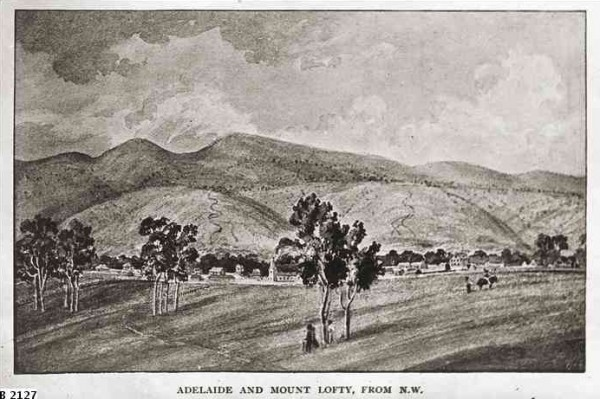 ADELAIDE AND MOUNT LOFTY, FROM N.W.
B 2127